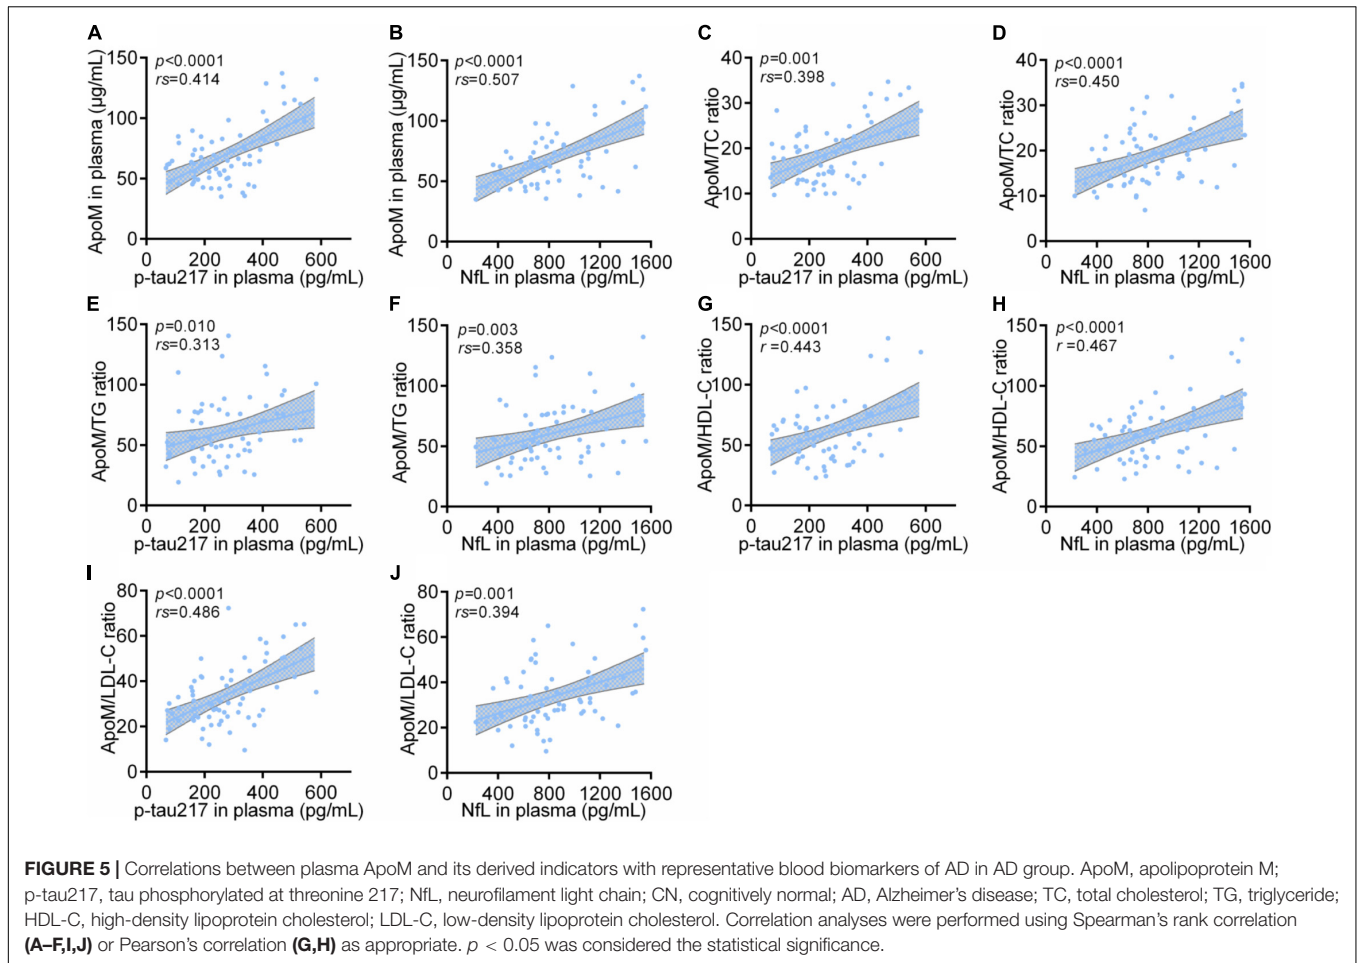 A
p<0.0001
rs=0.414
ApoM in plasma (µg/mL)
150
100
50
0
0 200 400 600
p-tau217 in plasma (pg/mL)
B
p<0.0001
rs=0.507
ApoM in plasma (µg/mL)
150
100
50
0
0 400 800 1200 1600
NfL in plasma (pg/mL)
C
p=0.001
rs=0.398
ApoM/TC ratio
40
30
20
10
0
0 200 400 600
p-tau217 in plasma (pg/mL)
D
p<0.0001
rs=0.450
ApoM/TC ratio
40
30
20
10
0
0 400 800 1200 1600
NfL in plasma (pg/mL)
E
p=0.010
rs=0.313
ApoM/TG ratio
150
100
50
0
0 200 400 600
p-tau217 in plasma (pg/mL)
F
p=0.003
rs=0.358
ApoM/TG ratio
150
100
50
0
0 400 800 1200 1600
NfL in plasma (pg/mL)
G
p<0.0001
r =0.443
ApoM/HDL-C ratio
150
100
50
0
0 200 400 600
p-tau217 in plasma (pg/mL)
H
p<0.0001
r =0.467
ApoM/HDL-C ratio
150
100
50
0
0 400 800 1200 1600
NfL in plasma (pg/mL)
I
p<0.0001
rs=0.486
ApoM/LDL-C ratio
80
60
40
20
0
0 200 400 600
p-tau217 in plasma (pg/mL)
J
p=0.001
rs=0.394
ApoM/LDL-C ratio
80
60
40
20
0
0 400 800 1200 1600
NfL in plasma (pg/mL)
FIGURE 5 | Correlations between plasma ApoM and its derived indicators with representative blood biomarkers of AD in AD group. ApoM, apolipoprotein M;
p-tau217, tau phosphorylated at threonine 217; NfL, neurofilament light chain; CN, cognitively normal; AD, Alzheimer's disease; TC, total cholesterol; TG, triglyceride;
HDL-C, high-density lipoprotein cholesterol; LDL-C, low-density lipoprotein cholesterol. Correlation analyses were performed using Spearman's rank correlation
(A–F,I,J) or Pearson's correlation (G,H) as appropriate. p < 0.05 was considered the statistical significance.